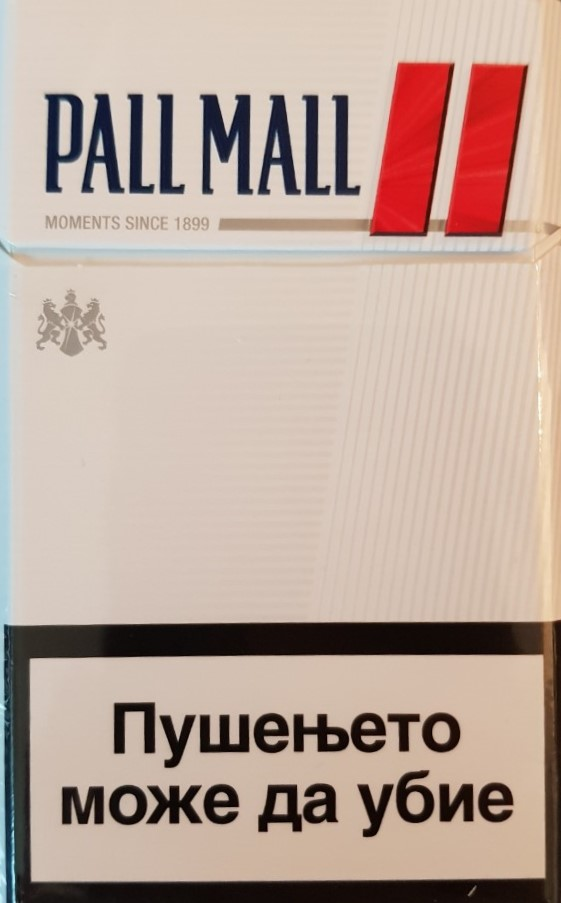 PALL MALL
MOMENTS SINCE 1899
Пушењето
може да убие